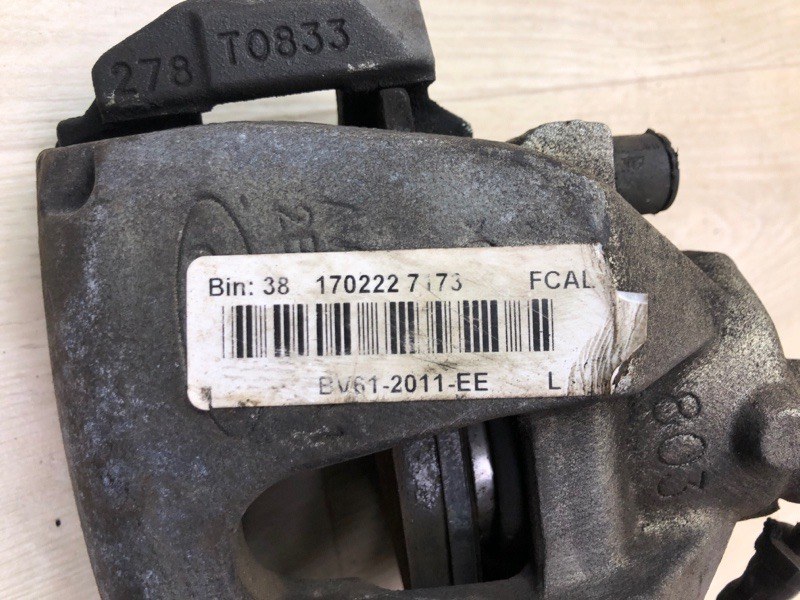 278 T0833
Bin: 38 170222 7173 FCAL
BV61-2011-EE L
803